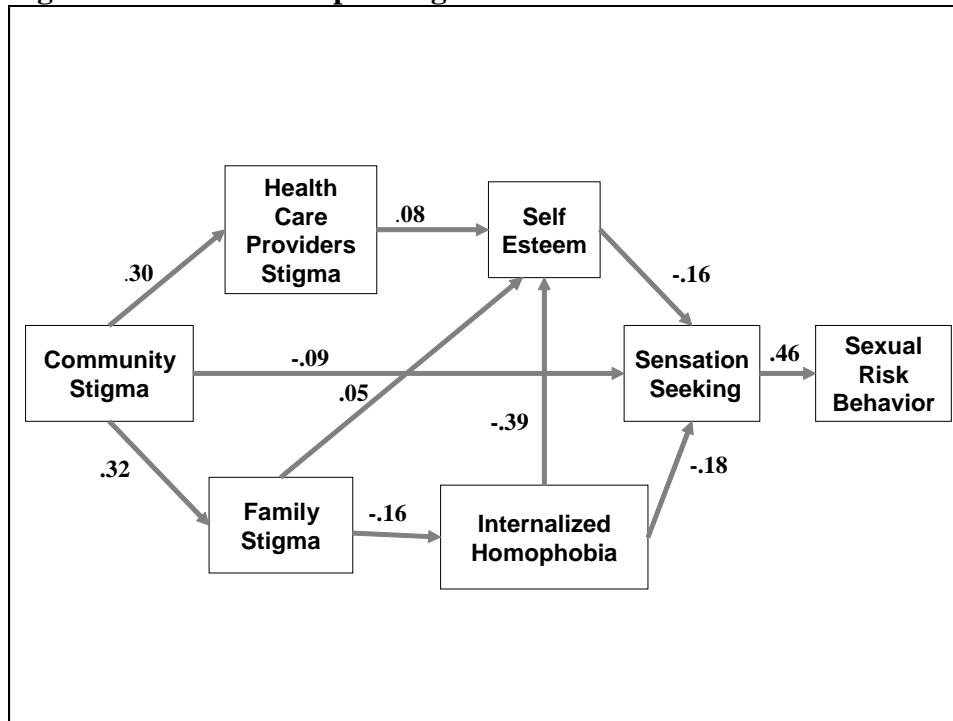 Health
Care
Providers
Stigma
.08
Self
Esteem
.30
-.16
Community
Stigma
-.09
.05
Sensation
Seeking
.46
Sexual
Risk
Behavior
.32
-.39
-.18
Family
Stigma
-.16
Internalized
Homophobia